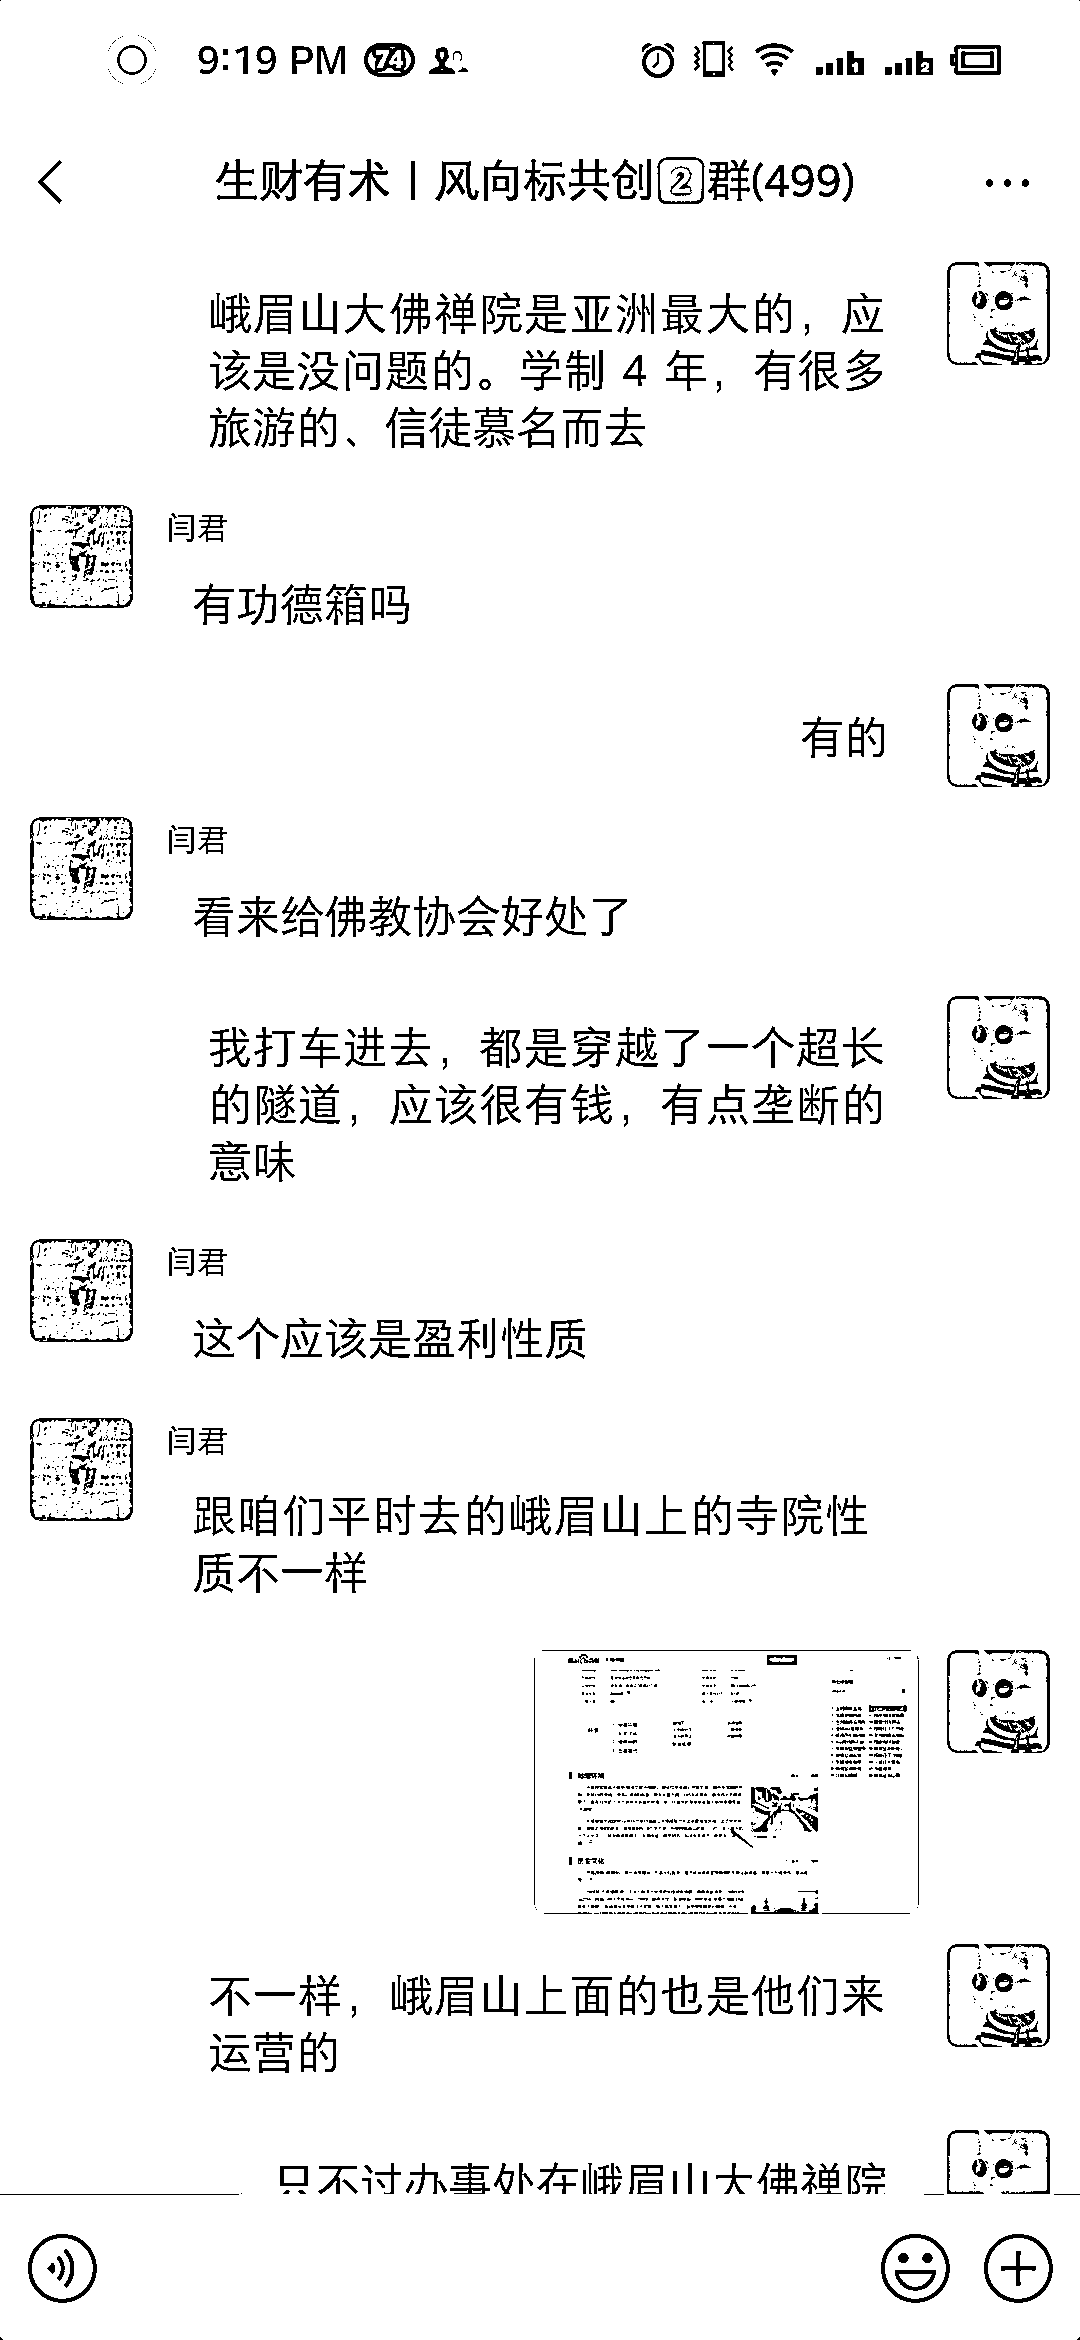 9:19 PM 74
生财有术丨风向标共创2群(499)
峨眉山大佛禅院是亚洲最大的，应
该是没问题的。学制 4 年，有很多
旅游的、信徒慕名而去
闫君
有功德箱吗
有的
闫君
看来给佛教协会好处了
我打车进去，都是穿越了一个超长
的隧道，应该很有钱，有点垄断的
意味
闫君
这个应该是盈利性质
闫君
跟咱们平时去的峨眉山上的寺院性
质不一样
不一样，峨眉山上面的也是他们来
运营的
只不过办事处在峨眉山大佛禅院